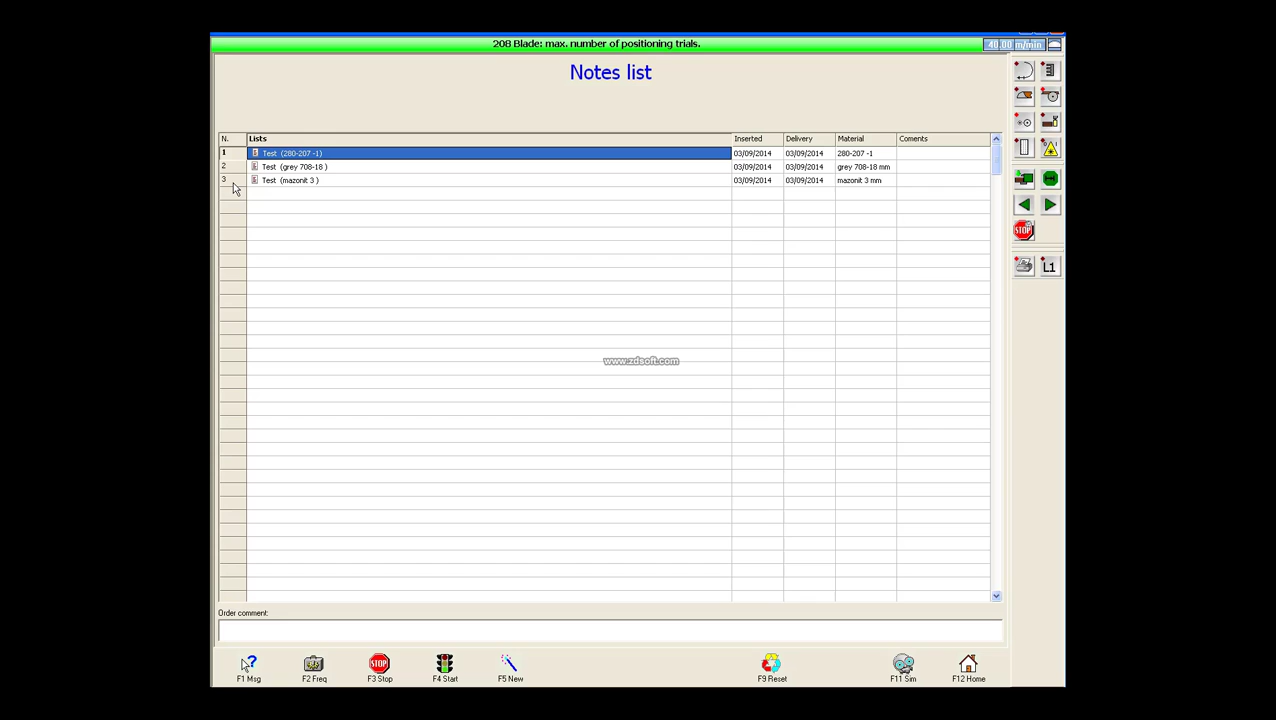 208 Blade: max. number of positioning trials.
40.00 m/min
Notes list
N. Lists Inserted Delivery Material Coments
1 Test (280-207 -1) 03/09/2014 03/09/2014 280-207 -1
2 Test (grey 708-18 ) 03/09/2014 03/09/2014 grey 708-18 mm
3 Test (mazonit 3 ) 03/09/2014 03/09/2014 mazonit 3 mm
STOP
L1
www.zdsoft.com
Order comment:
STOP
F1 Msg F2 Freq F3 Stop F4 Start F5 New F9 Reset F11 Sim F12 Home